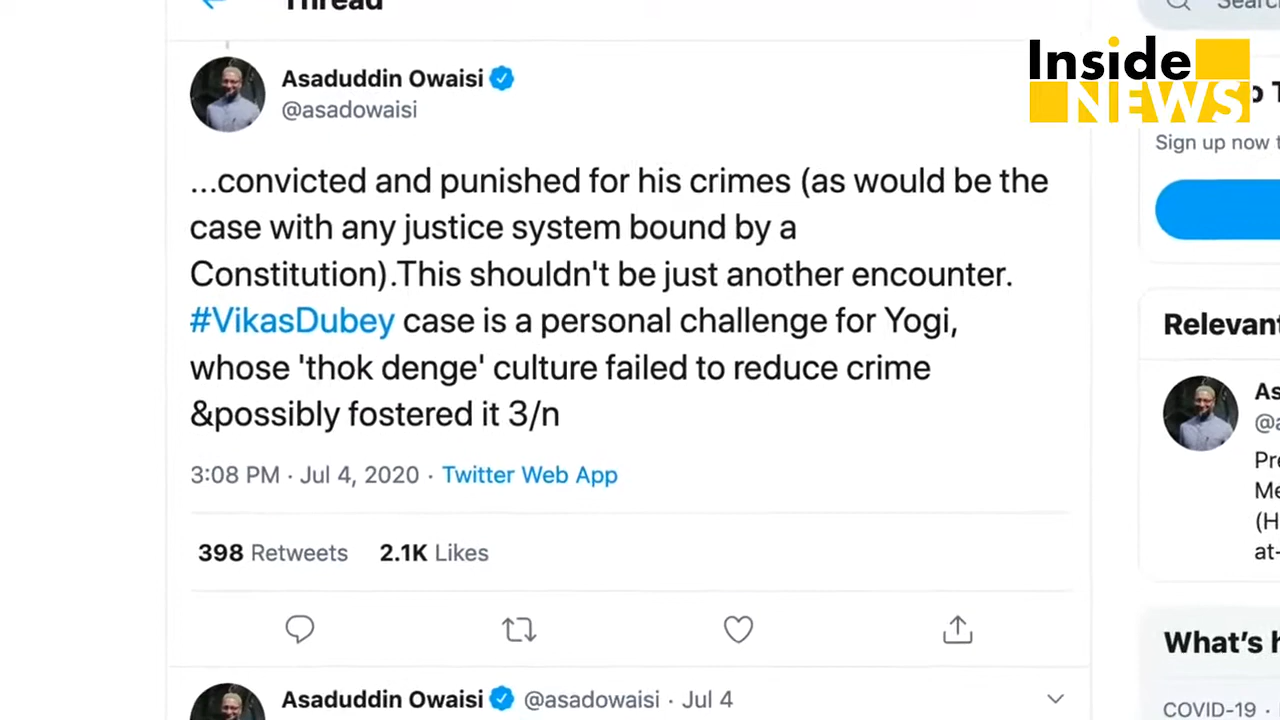 Thread
Inside
NEWS
Asaduddin Owaisi
@asadowaisi
...convicted and punished for his crimes (as would be the
case with any justice system bound by a
Constitution).This shouldn't be just another encounter.
#VikasDubey case is a personal challenge for Yogi,
whose 'thok denge' culture failed to reduce crime
&possibly fostered it 3/n
3:08 PM · Jul 4, 2020 · Twitter Web App
398 Retweets 2.1K Likes
Asaduddin Owaisi @asadowaisi · Jul 4
Sign up now
What's
COVID-19 ·